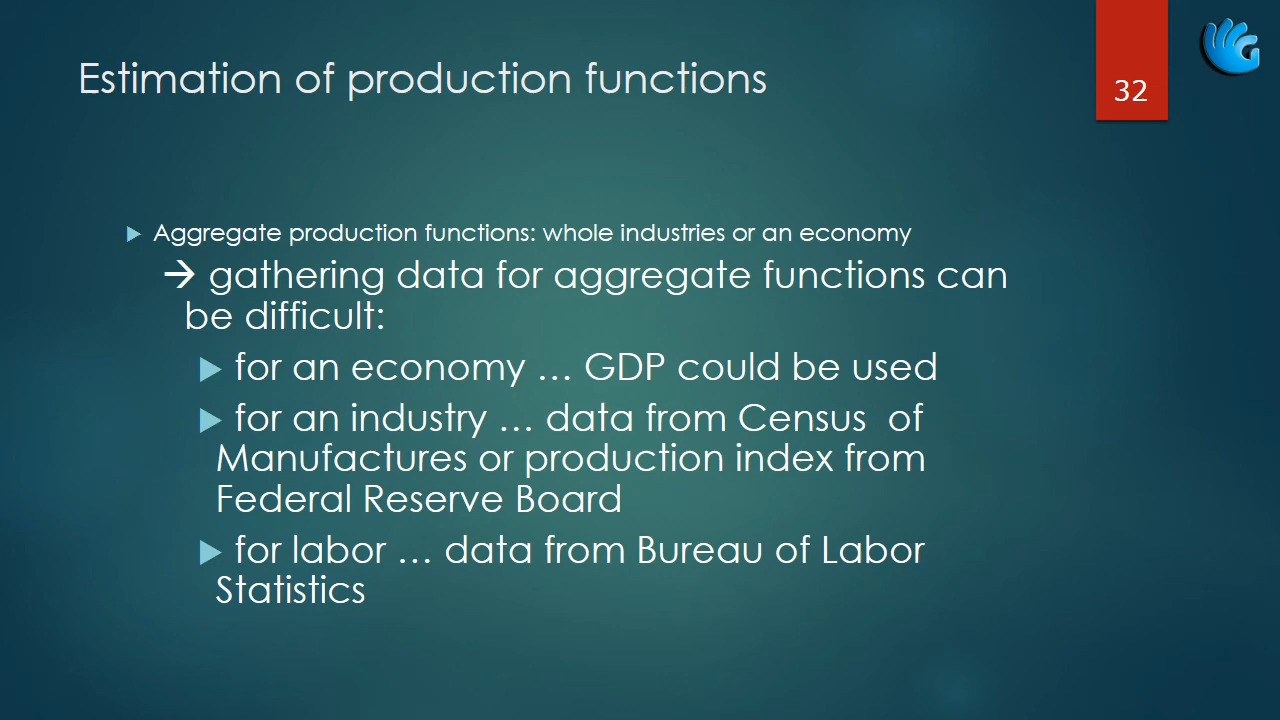 Estimation of production functions
32
▶ Aggregate production functions: whole industries or an economy
→ gathering data for aggregate functions can
be difficult:
▶ for an economy … GDP could be used
▶ for an industry … data from Census  of
Manufactures or production index from
Federal Reserve Board
▶ for labor … data from Bureau of Labor
Statistics